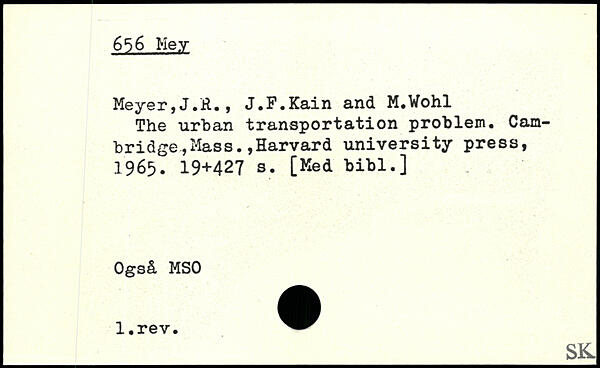 656 Mey
Meyer,J.R., J.F.Kain and M.Wohl
The urban transportation problem. Cam-
bridge,Mass.,Harvard university press,
1965. 19+427 s. [Med bibl.]
Også MSO
1.rev.
SK